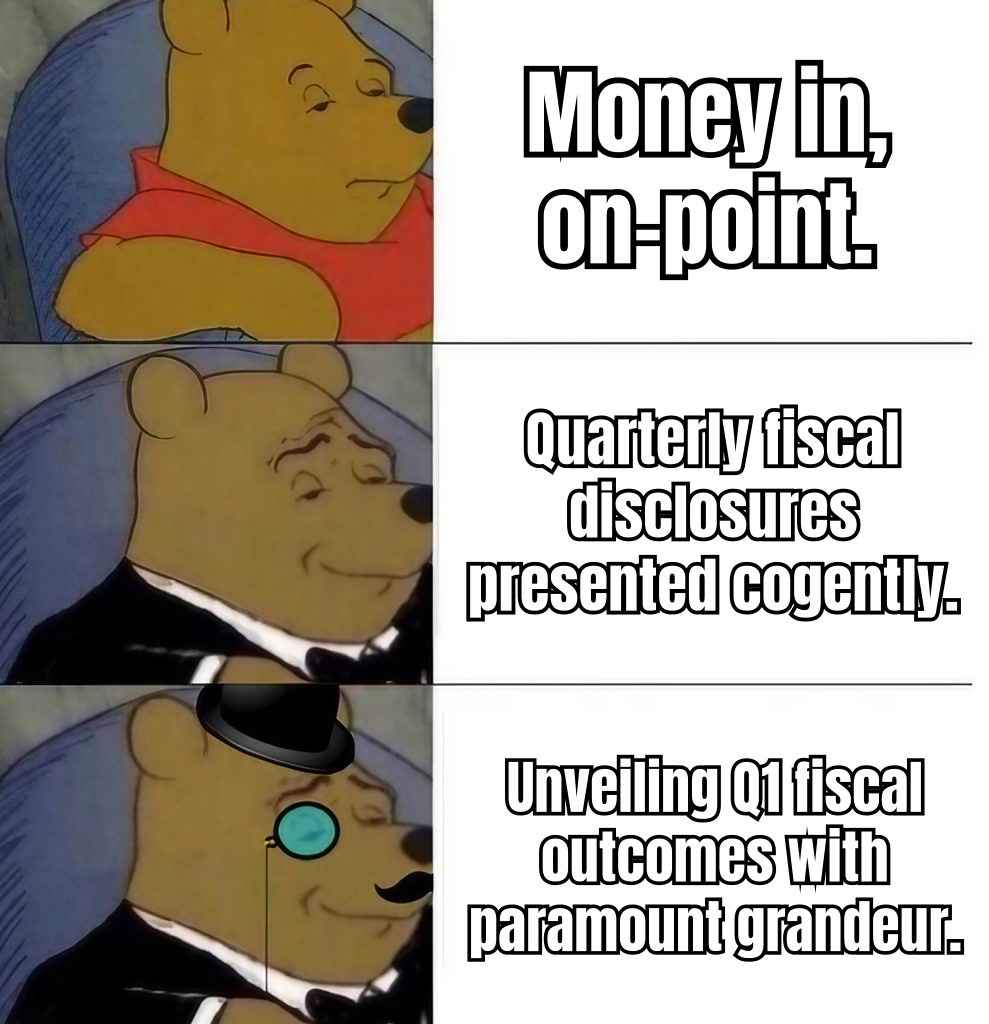 Money in,
on-point.
Quarterly fiscal
disclosures
presented cogently.
Unveiling Q1 fiscal
outcomes with
paramount grandeur.